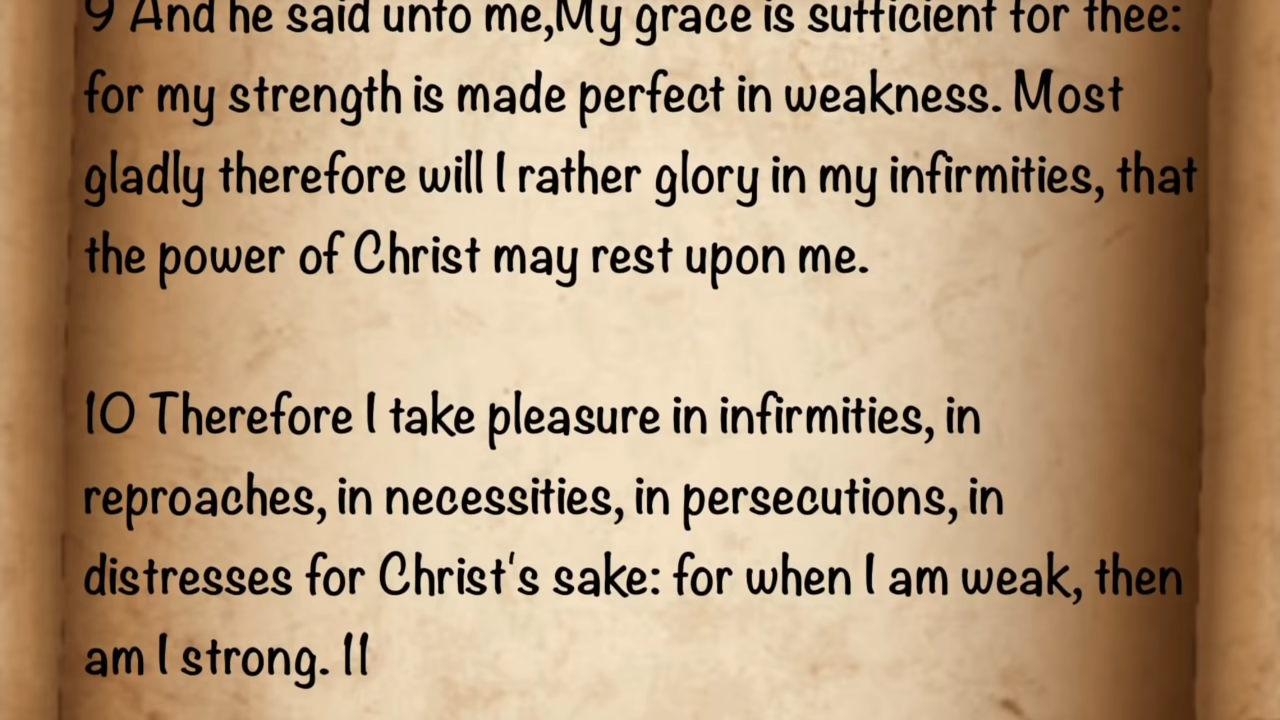 9 And he said unto me,My grace is sufficient for thee:
for my strength is made perfect in weakness. Most
gladly therefore will I rather glory in my infirmities, that
the power of Christ may rest upon me.
10 Therefore I take pleasure in infirmities, in
reproaches, in necessities, in persecutions, in
distresses for Christ's sake: for when I am weak, then
am I strong. 11